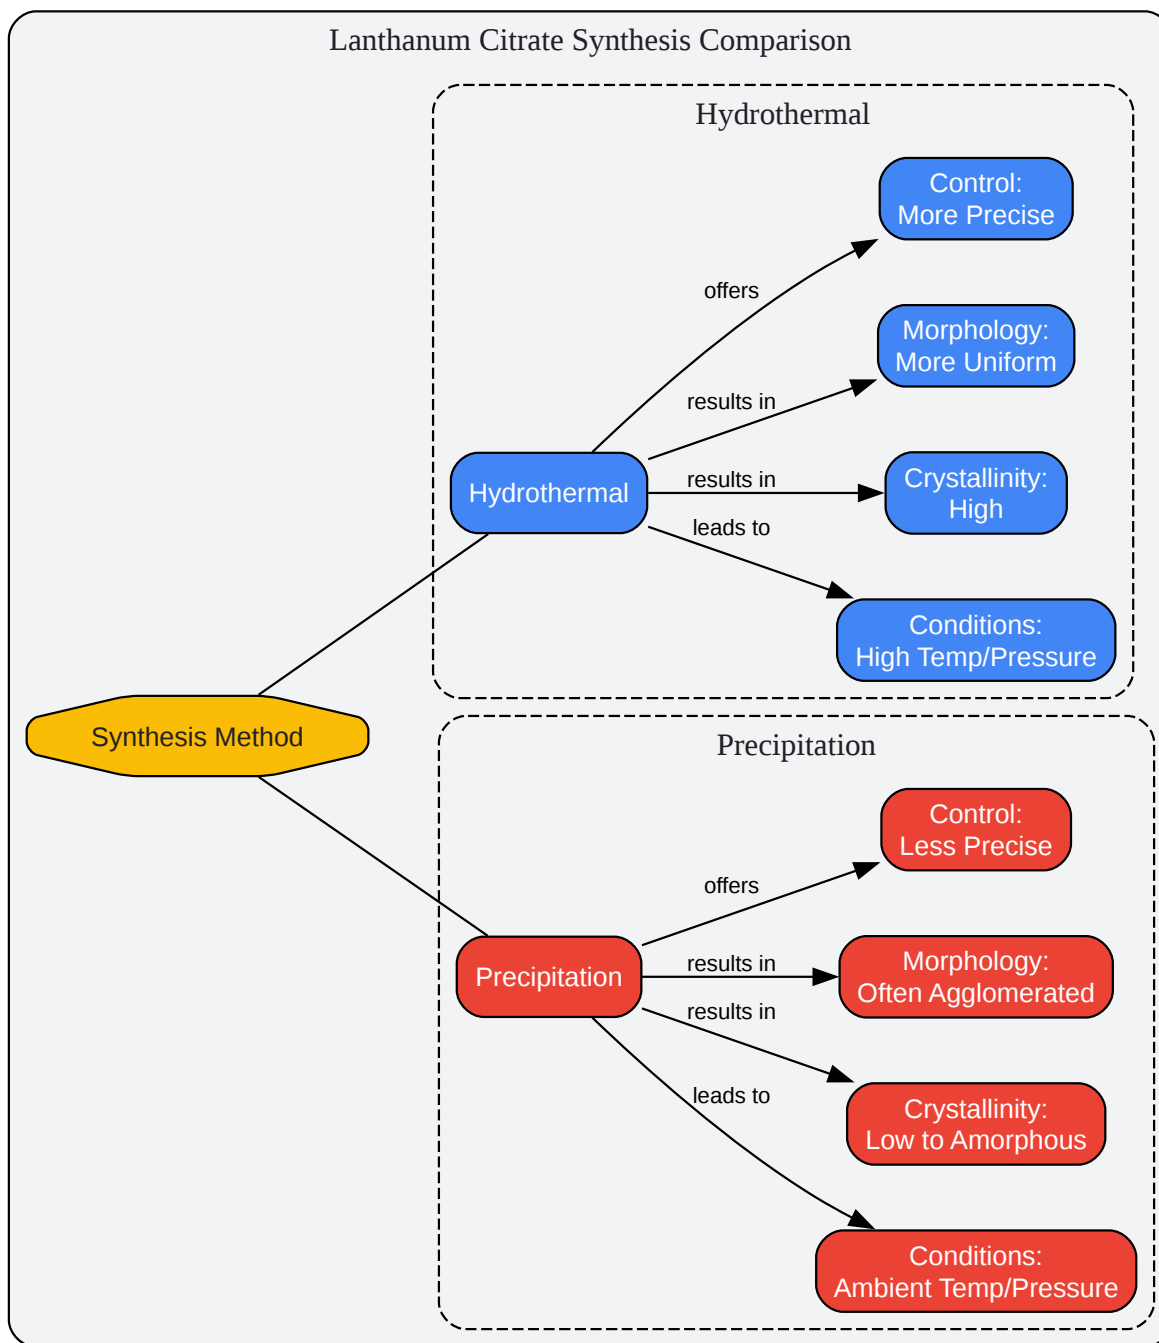 Lanthanum Citrate Synthesis Comparison
Hydrothermal
Control:
More Precise
offers
Morphology:
More Uniform
results in
Hydrothermal
results in
Crystallinity:
High
leads to
Conditions:
High Temp/Pressure
Synthesis Method
Precipitation
Control:
Less Precise
offers
Precipitation
results in
Morphology:
Often Agglomerated
results in
Crystallinity:
Low to Amorphous
leads to
Conditions:
Ambient Temp/Pressure